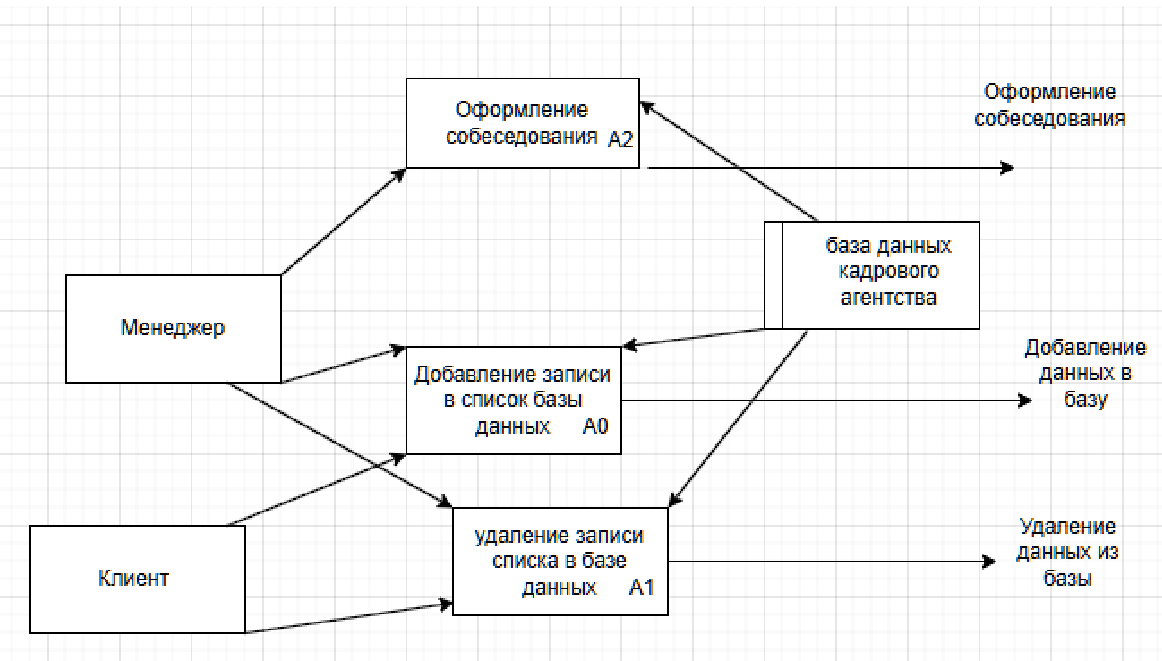 Оформление
собеседования A2
Оформление
собеседования
база данных
кадрового
агентства
Менеджер
Добавление записи
в список базы
данных A0
Добавление
данных в
базу
удаление записи
списка в базе
данных A1
Удаление
данных из
базы
Клиент